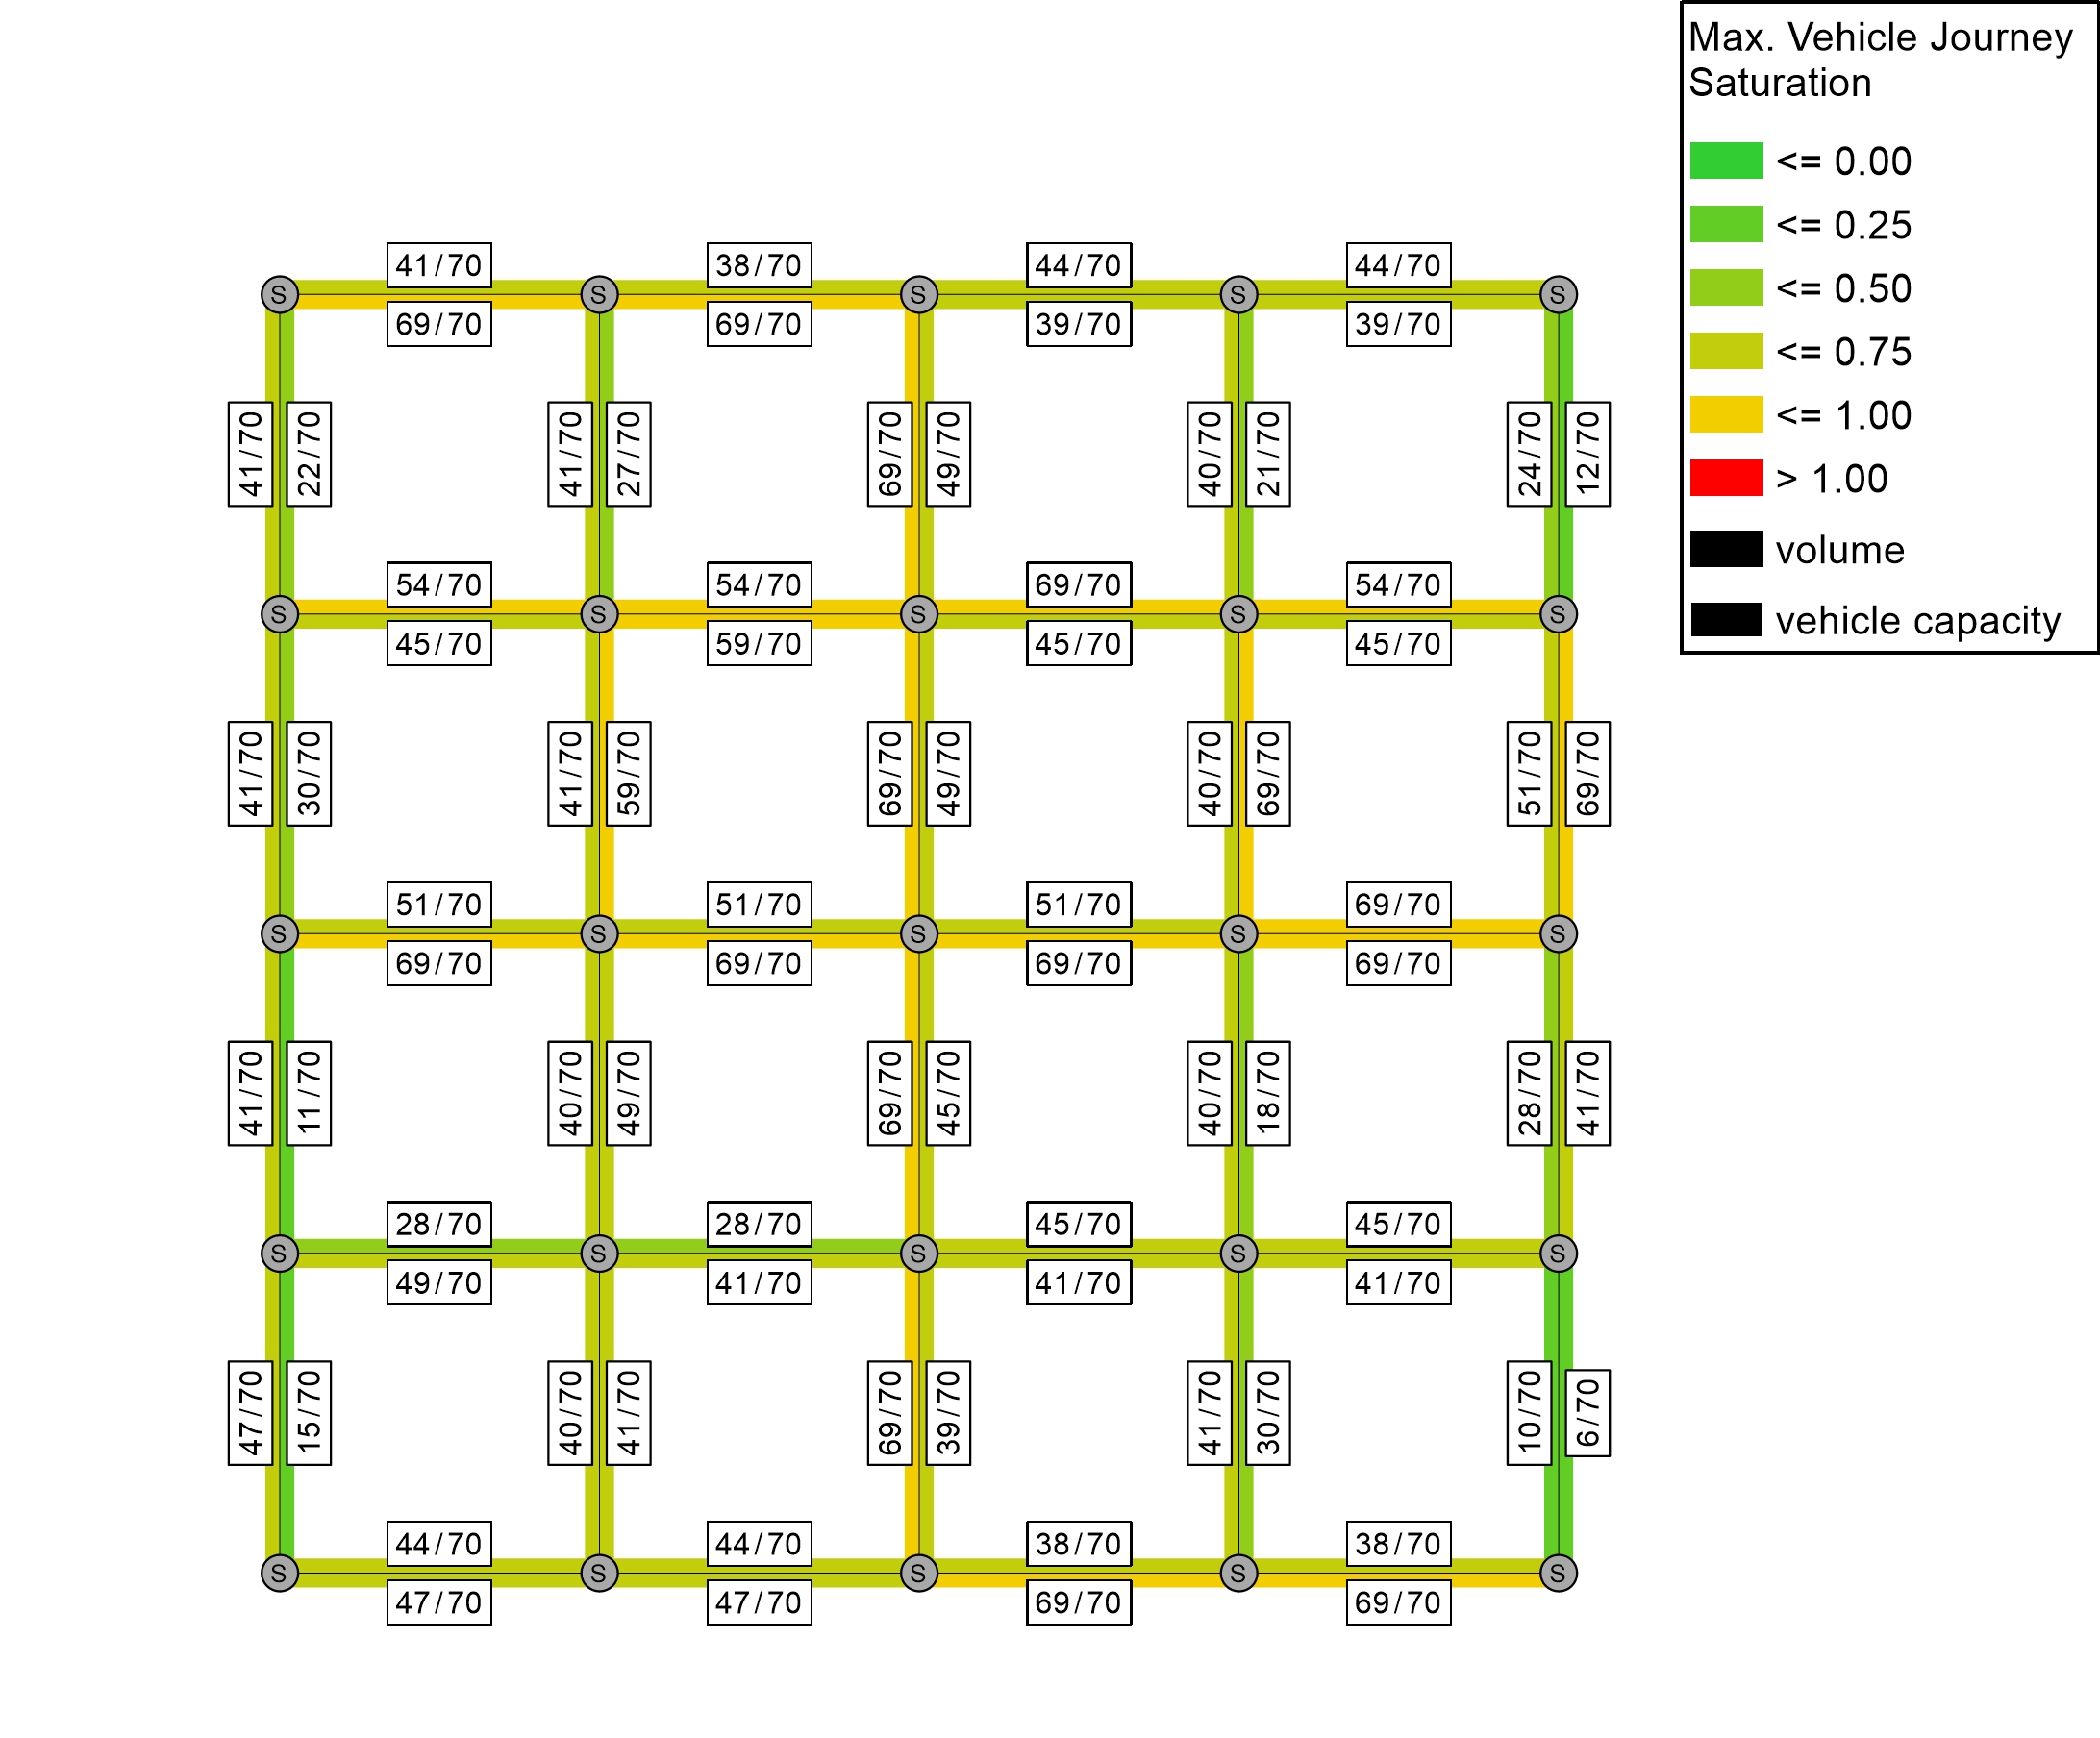 Max. Vehicle Journey
Saturation
<= 0.00
<= 0.25
<= 0.50
<= 0.75
<= 1.00
> 1.00
volume
vehicle capacity
41/70 38/70 44/70 44/70
S S S S S
69/70 69/70 39/70 39/70
41/70 22/70 41/70 27/70 69/70 49/70 40/70 21/70 24/70 12/70
54/70 54/70 69/70 54/70
S S S S S
45/70 59/70 45/70 45/70
41/70 30/70 41/70 59/70 69/70 49/70 40/70 69/70 51/70 69/70
51/70 51/70 51/70 69/70
S S S S S
69/70 69/70 69/70 69/70
41/70 11/70 40/70 49/70 69/70 45/70 40/70 18/70 28/70 41/70
28/70 28/70 45/70 45/70
S S S S S
49/70 41/70 41/70 41/70
47/70 15/70 40/70 41/70 69/70 39/70 41/70 30/70 10/70 6/70
44/70 44/70 38/70 38/70
S S S S S
47/70 47/70 69/70 69/70